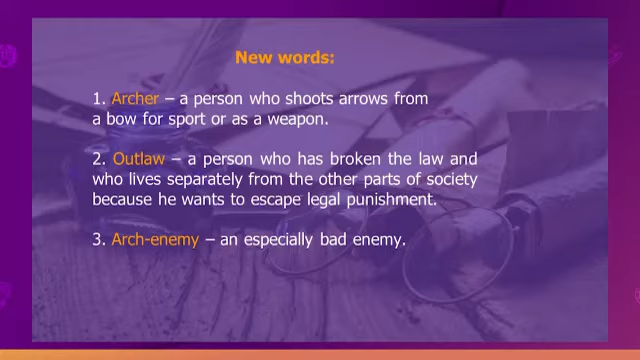 New words:
1. Archer – a person who shoots arrows from
a bow for sport or as a weapon.
2. Outlaw – a person who has broken the law and
who lives separately from the other parts of society
because he wants to escape legal punishment.
3. Arch-enemy – an especially bad enemy.